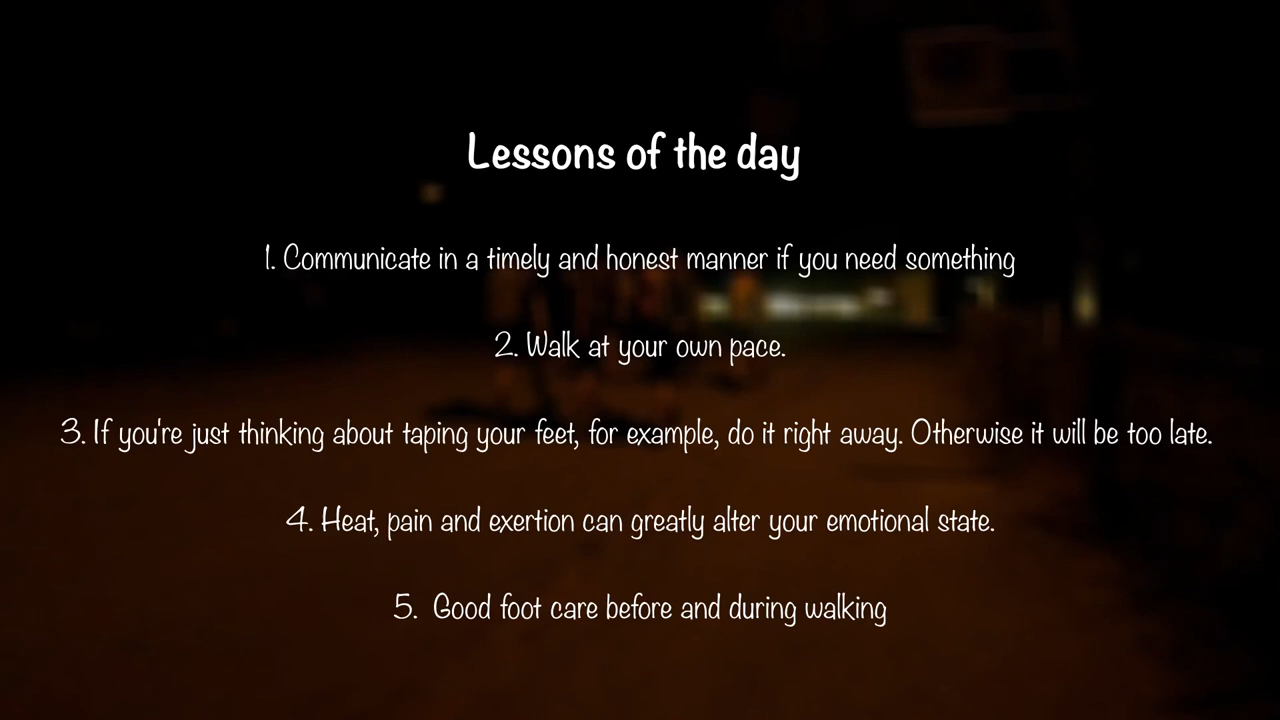 Lessons of the day
1. Communicate in a timely and honest manner if you need something
2. Walk at your own pace.
3. If you're just thinking about taping your feet, for example, do it right away. Otherwise it will be too late.
4. Heat, pain and exertion can greatly alter your emotional state.
5. Good foot care before and during walking